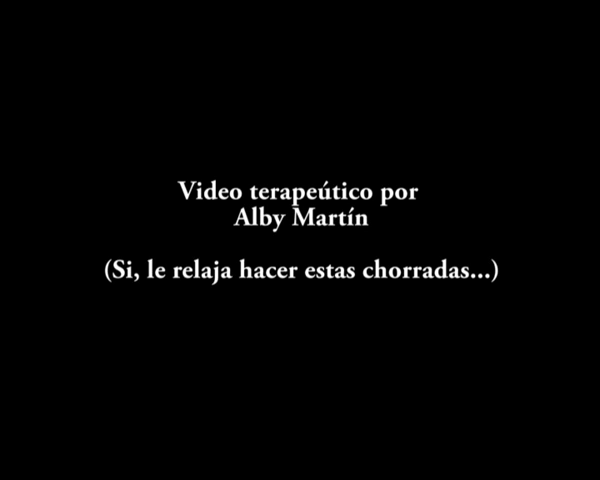 Video terapeútico por
Alby Martín
(Si, le relaja hacer estas chorradas...)